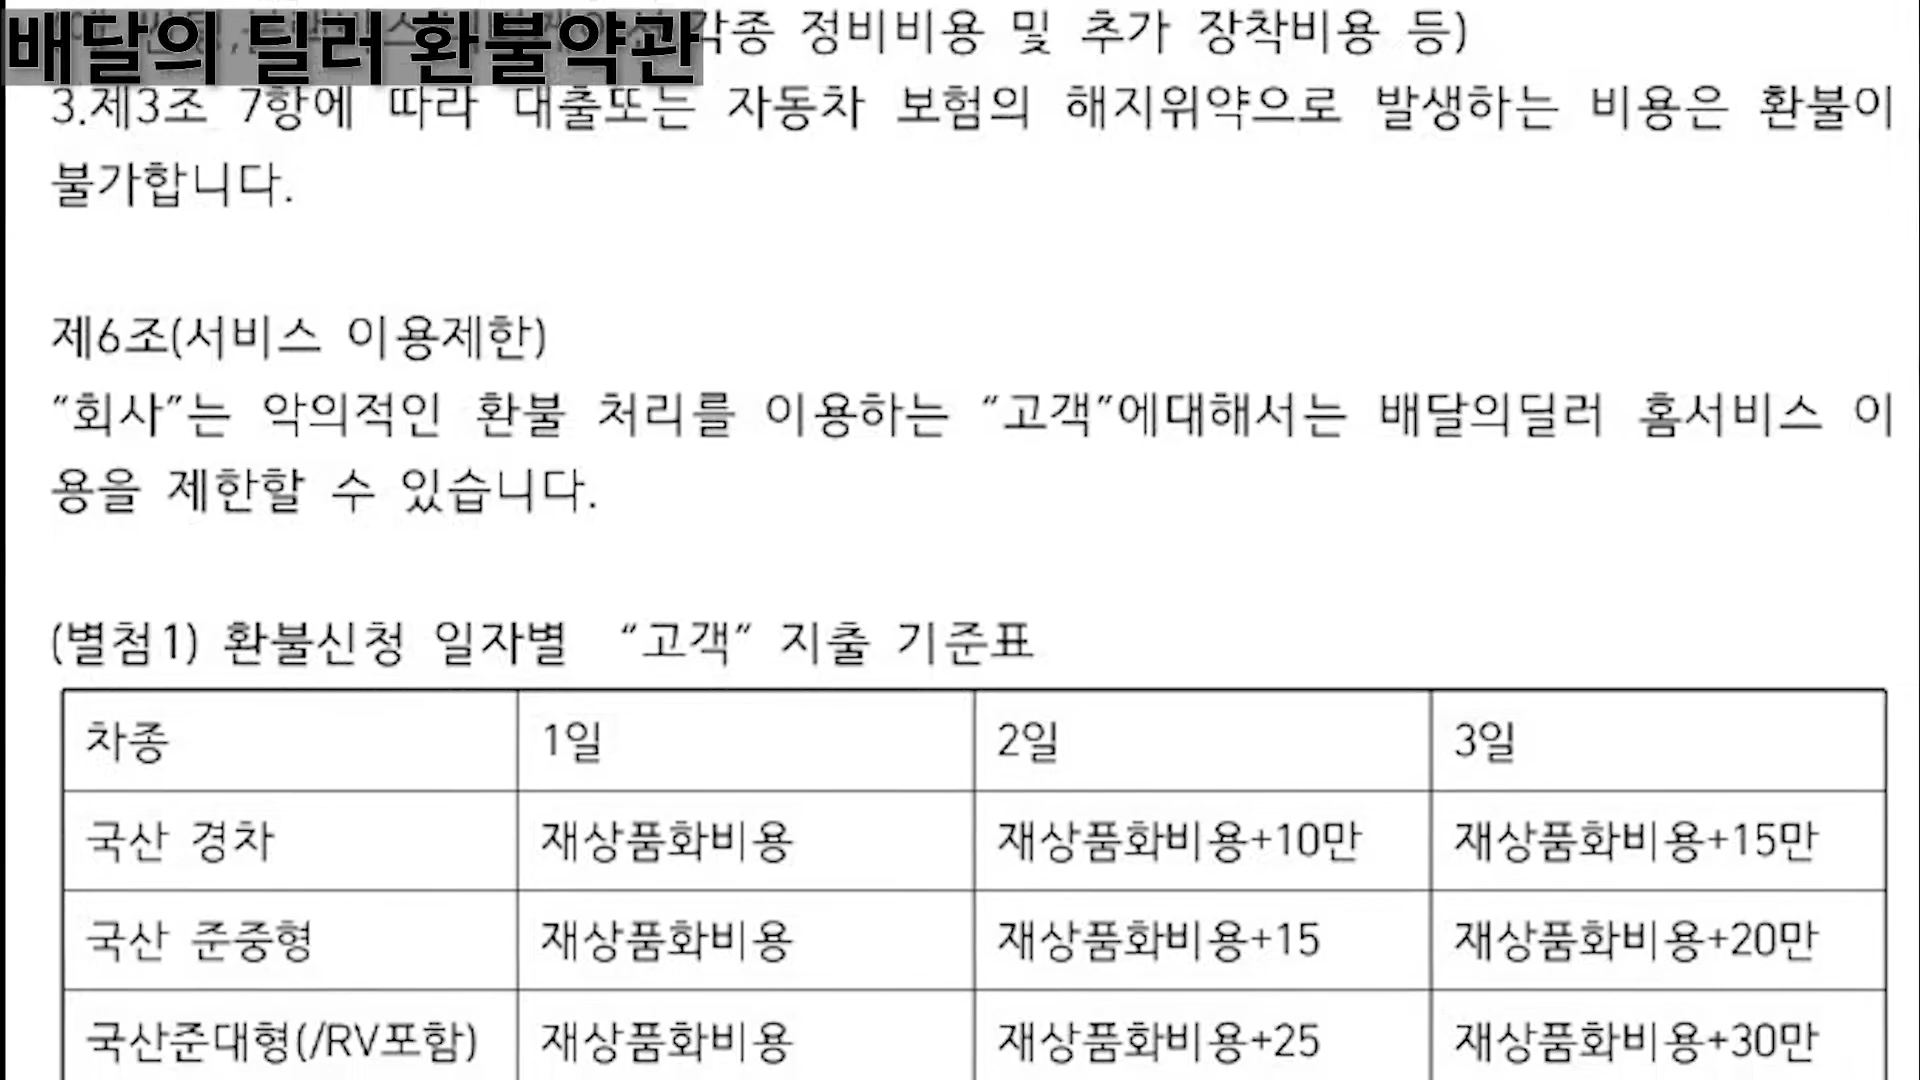 배달의 딜러 환불약관
각종 정비비용 및 추가 장착비용 등)
3.제3조 7항에 따라 대출또는 자동차 보험의 해지위약으로 발생하는 비용은 환불이
불가합니다.
제6조(서비스 이용제한)
“회사”는 악의적인 환불 처리를 이용하는 “고객”에대해서는 배달의딜러 홈서비스 이
용을 제한할 수 있습니다.
(별첨1) 환불신청 일자별 “고객” 지출 기준표
차종 1일 2일 3일
국산 경차 재상품화비용 재상품화비용+10만 재상품화비용+15만
국산 준중형 재상품화비용 재상품화비용+15 재상품화비용+20만
국산준대형(/RV포함) 재상품화비용 재상품화비용+25 재상품화비용+30만